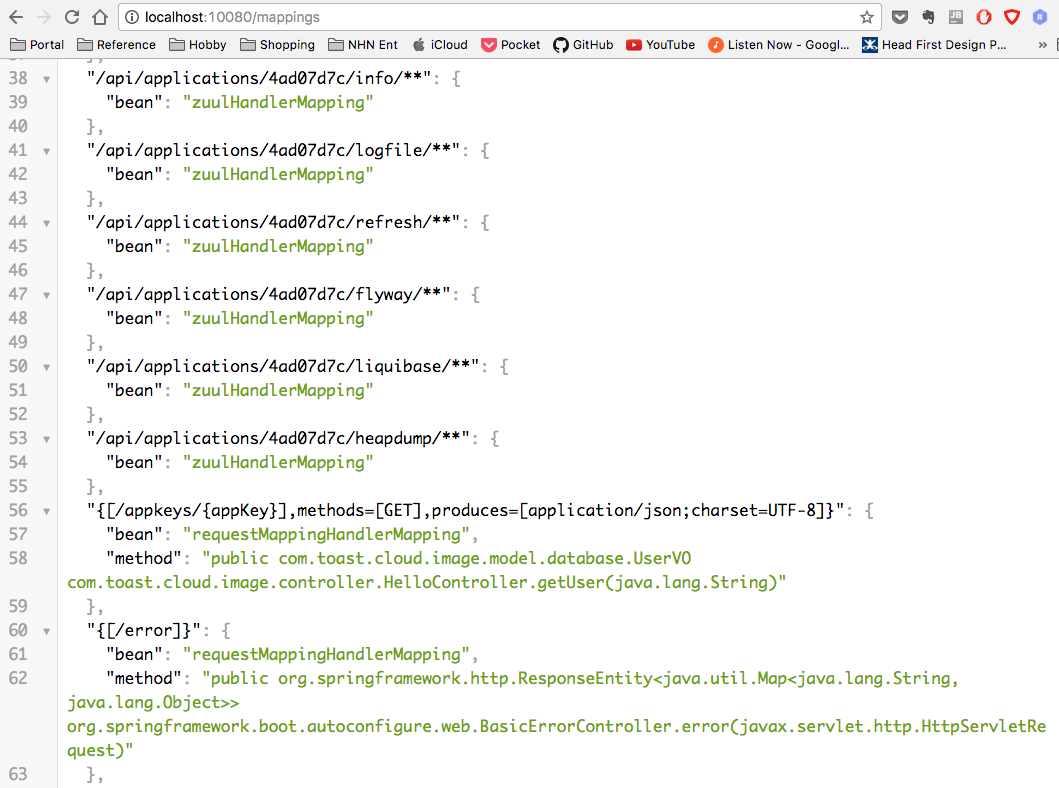 localhost:10080/mappings
Portal Reference Hobby Shopping NHN Ent iCloud Pocket GitHub YouTube Listen Now - Googl... Head First Design P... »
38 "/api/applications/4ad07d7c/info/**": {
39 "bean": "zuulHandlerMapping"
40 },
41 "/api/applications/4ad07d7c/logfile/**": {
42 "bean": "zuulHandlerMapping"
43 },
44 "/api/applications/4ad07d7c/refresh/**": {
45 "bean": "zuulHandlerMapping"
46 },
47 "/api/applications/4ad07d7c/flyway/**": {
48 "bean": "zuulHandlerMapping"
49 },
50 "/api/applications/4ad07d7c/liquibase/**": {
51 "bean": "zuulHandlerMapping"
52 },
53 "/api/applications/4ad07d7c/heapdump/**": {
54 "bean": "zuulHandlerMapping"
55 },
56 "{[/appkeys/{appKey}],methods=[GET],produces=[application/json;charset=UTF-8]}": {
57 "bean": "requestMappingHandlerMapping",
58 "method": "public com.toast.cloud.image.model.database.UserVO
com.toast.cloud.image.controller.HelloController.getUser(java.lang.String)"
59 },
60 "{[/error]}": {
61 "bean": "requestMappingHandlerMapping",
62 "method": "public org.springframework.http.ResponseEntity<java.util.Map<java.lang.String,
java.lang.Object>>
org.springframework.boot.autoconfigure.web.BasicErrorController.error(javax.servlet.http.HttpServletRe
quest)"
63 },